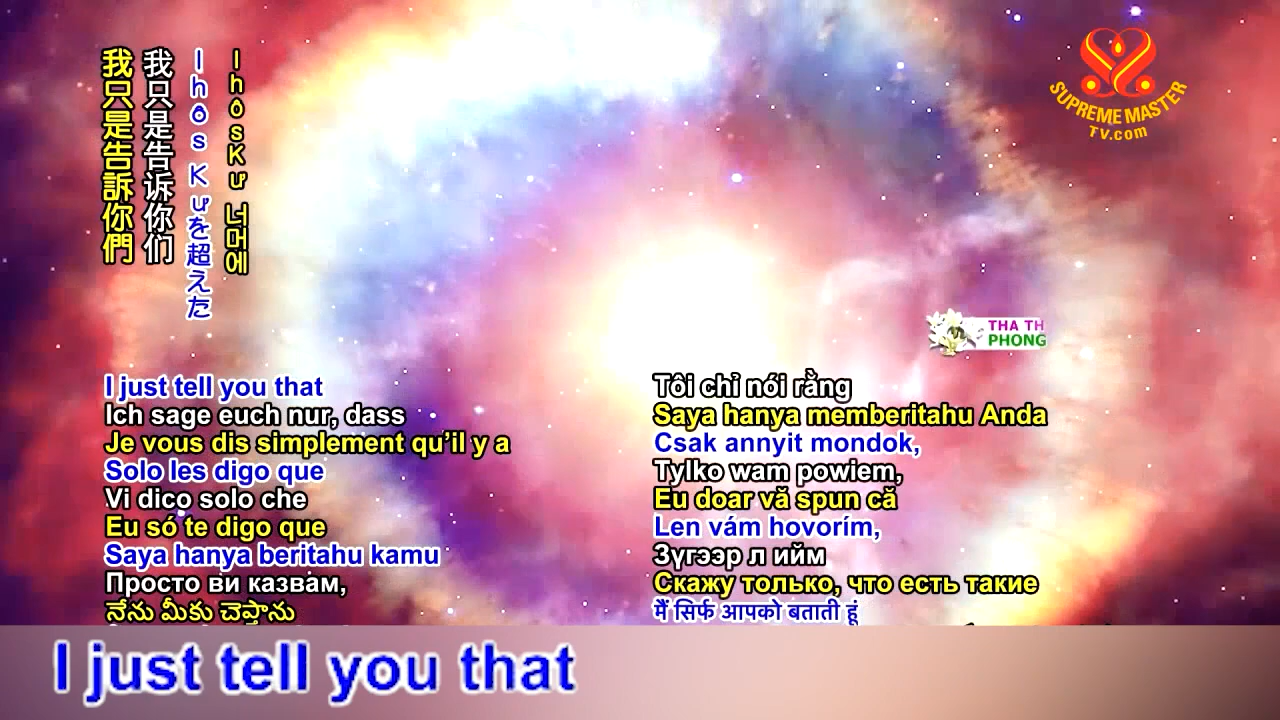 我只是告訴你們
我只是告诉你们
Ihôs Kưを超えた
Ihôs Kư 너머에
SUPREME MASTER
TV.com
THA TH
PHONG
I just tell you that
Ich sage euch nur, dass
Je vous dis simplement qu’il y a
Solo les digo que
Vi dico solo che
Eu só te digo que
Saya hanya beritahu kamu
Просто ви казвам,
నేను మీకు చెప్తాను
Tôi chỉ nói rằng
Saya hanya memberitahu Anda
Csak annyit mondok,
Tylko wam powiem,
Eu doar vă spun că
Len vám hovorím,
Зүгээр л ийм
Скажу только, что есть такие
मैं सिर्फ आपको बताती हूं
I just tell you that